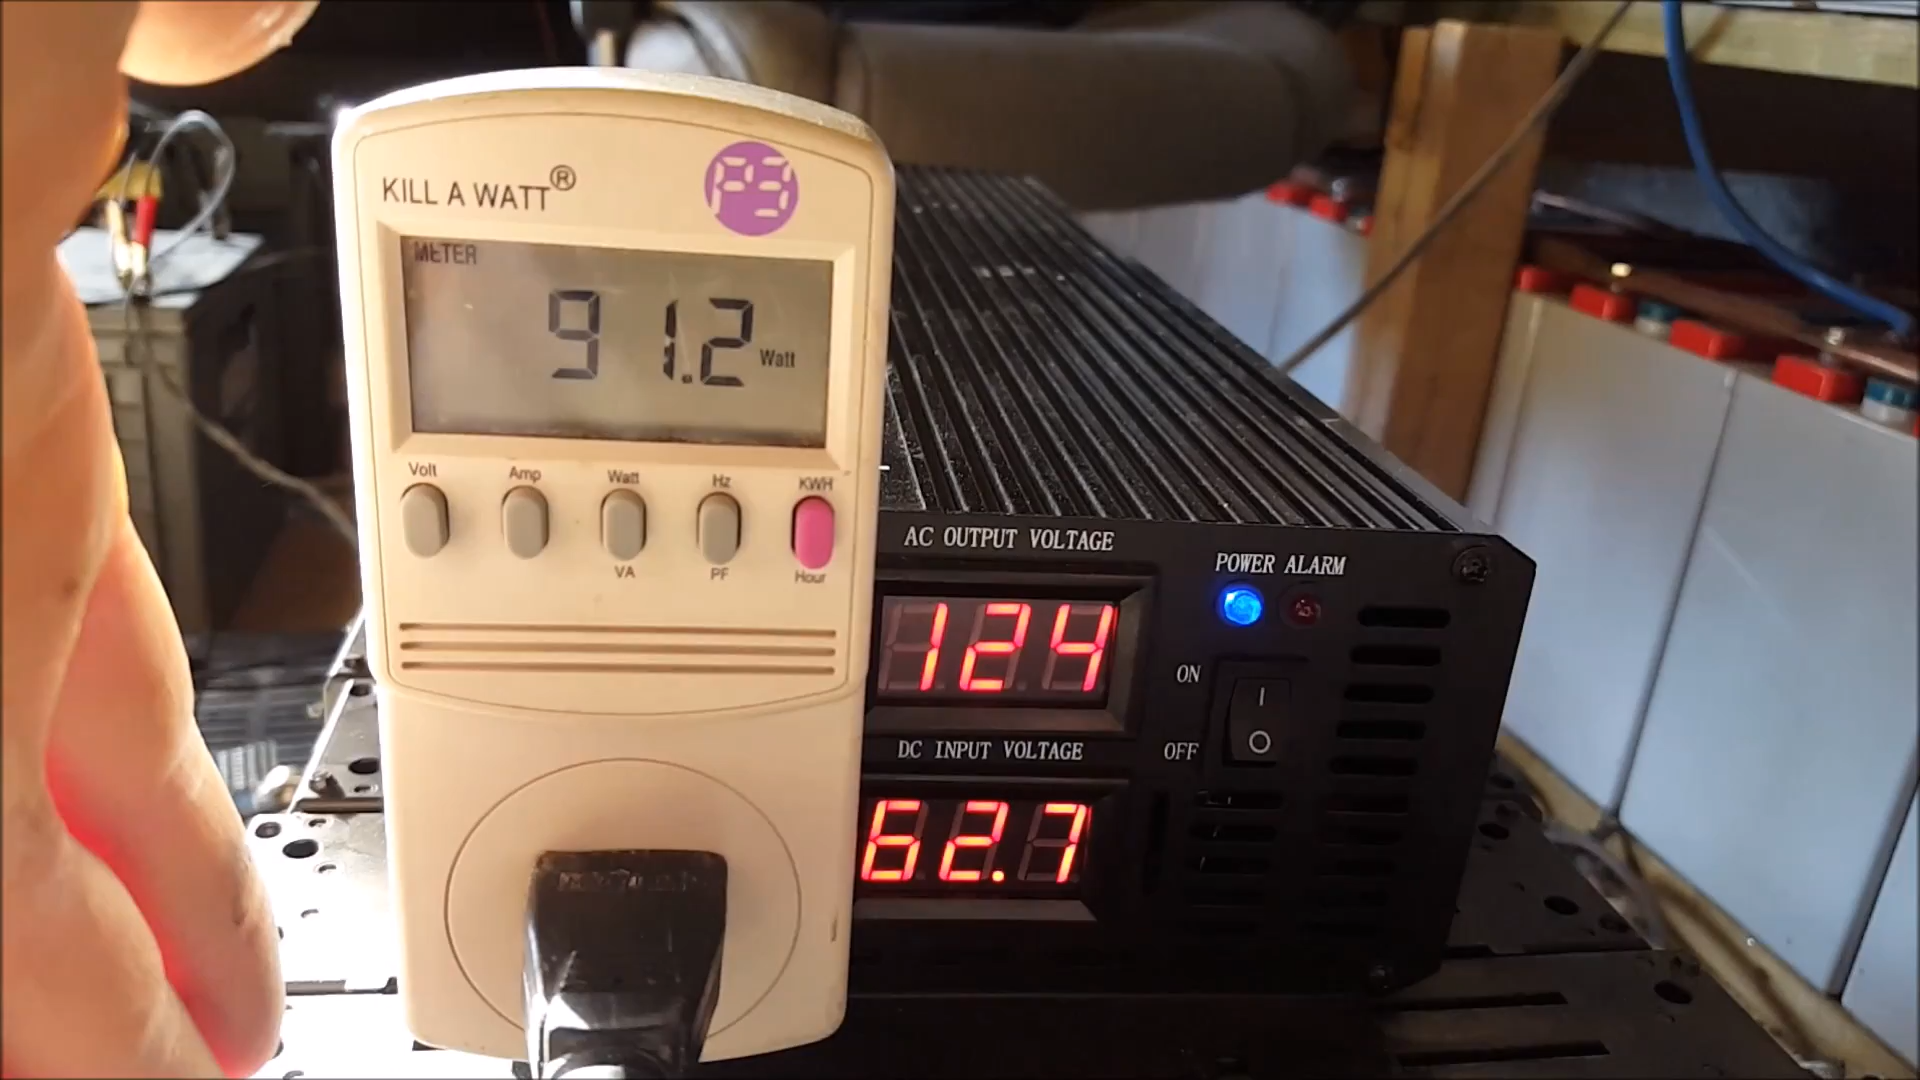 KILL A WATT®
P3
METER
91.2 Watt
Volt Amp Watt Hz KWH
VA PF Hour
AC OUTPUT VOLTAGE
124
POWER ALARM
ON
I
O
OFF
DC INPUT VOLTAGE
62.7